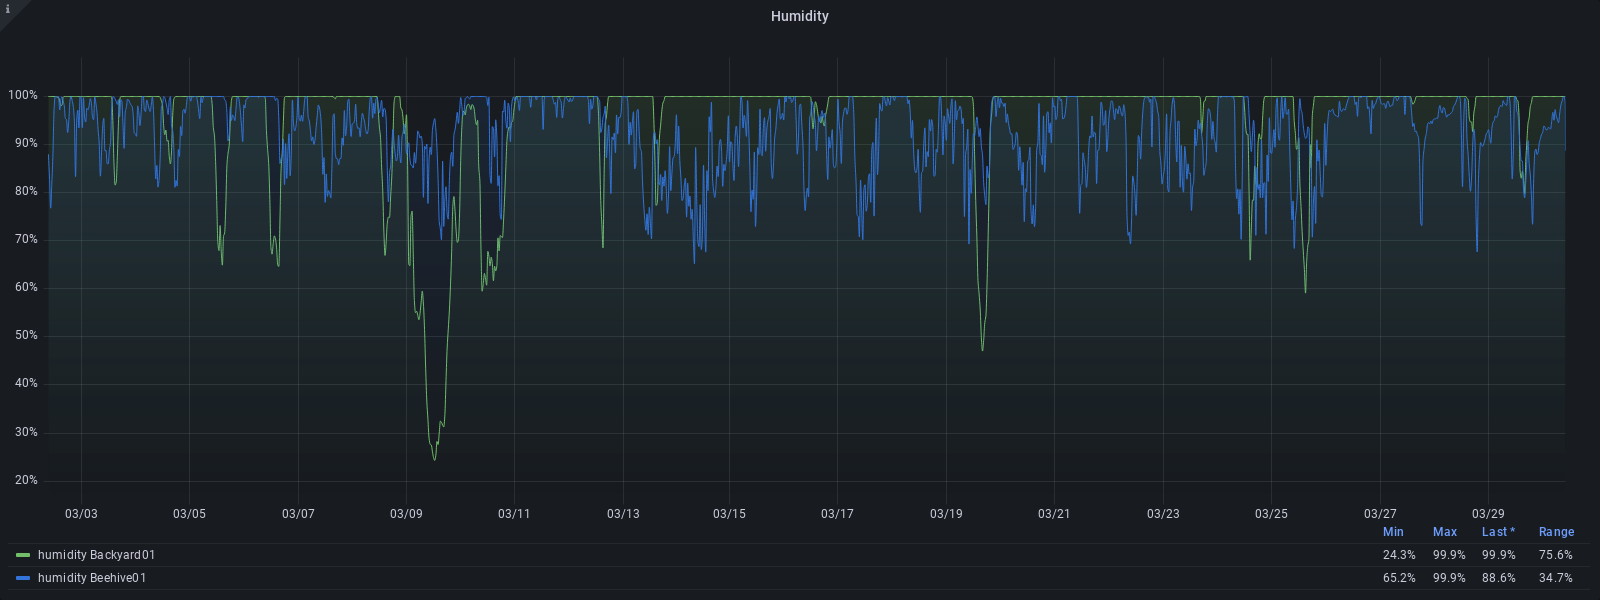 i
Humidity
100%
90%
80%
70%
60%
50%
40%
30%
20%
03/03 03/05 03/07 03/09 03/11 03/13 03/15 03/17 03/19 03/21 03/23 03/25 03/27 03/29
Min Max Last * Range
humidity Backyard01 24.3% 99.9% 99.9% 75.6%
humidity Beehive01 65.2% 99.9% 88.6% 34.7%